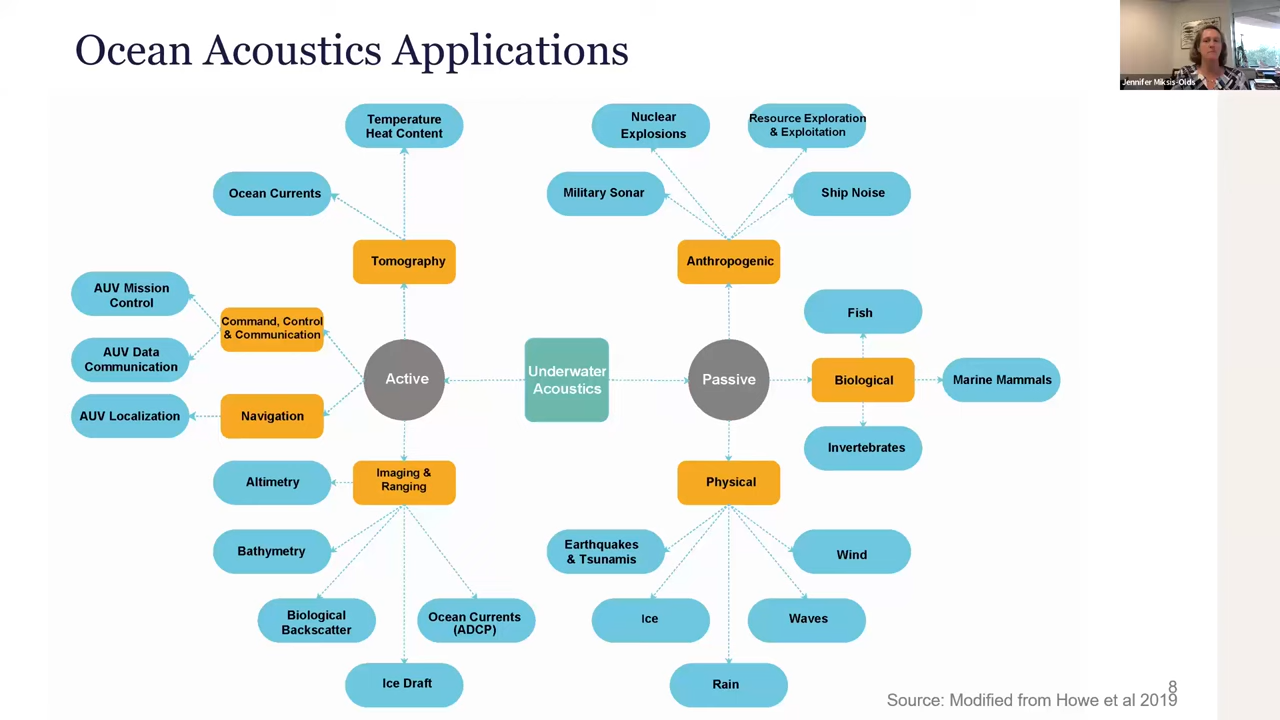 Ocean Acoustics Applications
Jennifer Miksis-Olds
Temperature
Heat Content
Nuclear
Explosions
Resource Exploration
& Exploitation
Ocean Currents
Military Sonar
Ship Noise
Tomography
Anthropogenic
AUV Mission
Control
Command, Control
& Communication
Fish
AUV Data
Communication
Active
Underwater
Acoustics
Passive
Biological
Marine Mammals
AUV Localization
Navigation
Invertebrates
Altimetry
Imaging &
Ranging
Physical
Bathymetry
Earthquakes
& Tsunamis
Wind
Biological
Backscatter
Ocean Currents
(ADCP)
Ice
Waves
Ice Draft
Rain
8
Source: Modified from Howe et al 2019